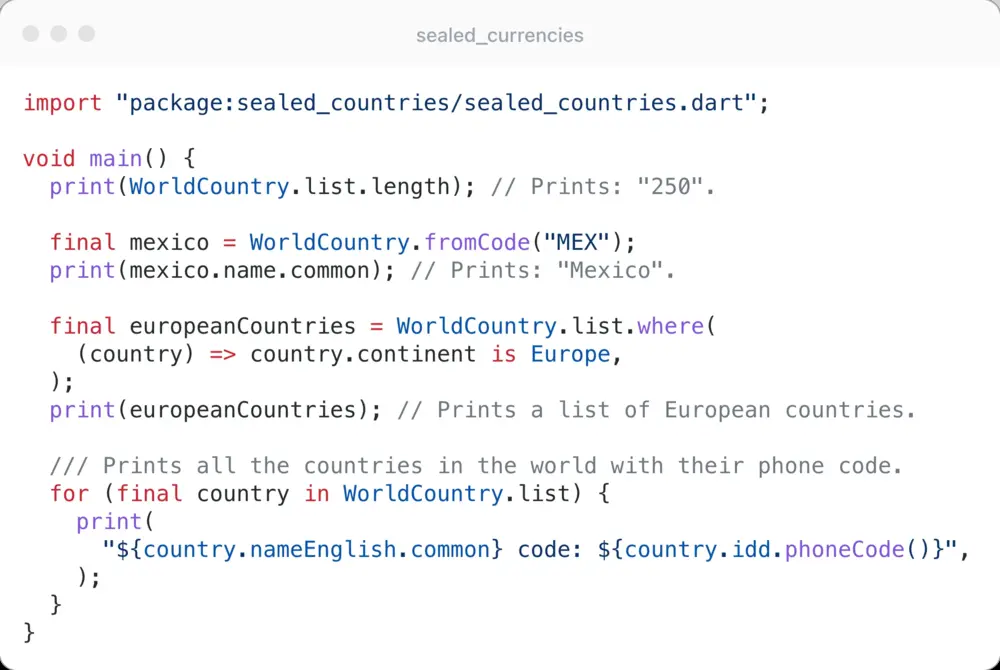 sealed_currencies
import "package:sealed_countries/sealed_countries.dart";
void main() {
  print(WorldCountry.list.length); // Prints: "250".
  final mexico = WorldCountry.fromCode("MEX");
  print(mexico.name.common); // Prints: "Mexico".
  final europeanCountries = WorldCountry.list.where(
    (country) => country.continent is Europe,
  );
  print(europeanCountries); // Prints a list of European countries.
  /// Prints all the countries in the world with their phone code.
  for (final country in WorldCountry.list) {
    print(
      "${country.nameEnglish.common} code: ${country.idd.phoneCode()}",
    );
  }
}